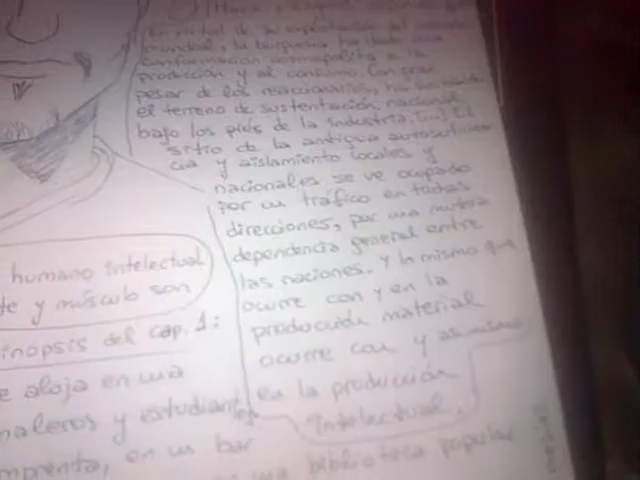 En virtud de su explotación del mercado
mundial, la burguesía ha dado una
conformación cosmopolita a la
producción y al consumo. Con gran
pesar de los reaccionarios, ha
el terreno de sustentación nacional
bajo los pies de la industria. [...] El
sitio de la antigua autosuficien
cia y aislamiento locales y
nacionales se ve ocupado
por un tráfico en todas
direcciones, por una mutua
dependencia general entre
las naciones. Y lo mismo que
ocurre con y en la
producción material
ocurre con y asimismo
en la producción
intelectual.
humano intelectual
te y músculo son
sinopsis del cap. 1:
e aloja en una
naleros y estudiantes
mprenta, en un bar
una biblioteca popular